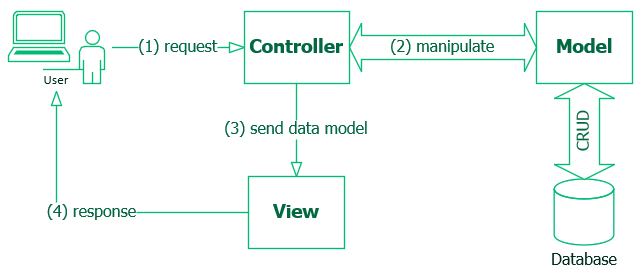 (1) request
Controller
(2) manipulate
Model
User
(3) send data model
CRUD
(4) response
View
Database